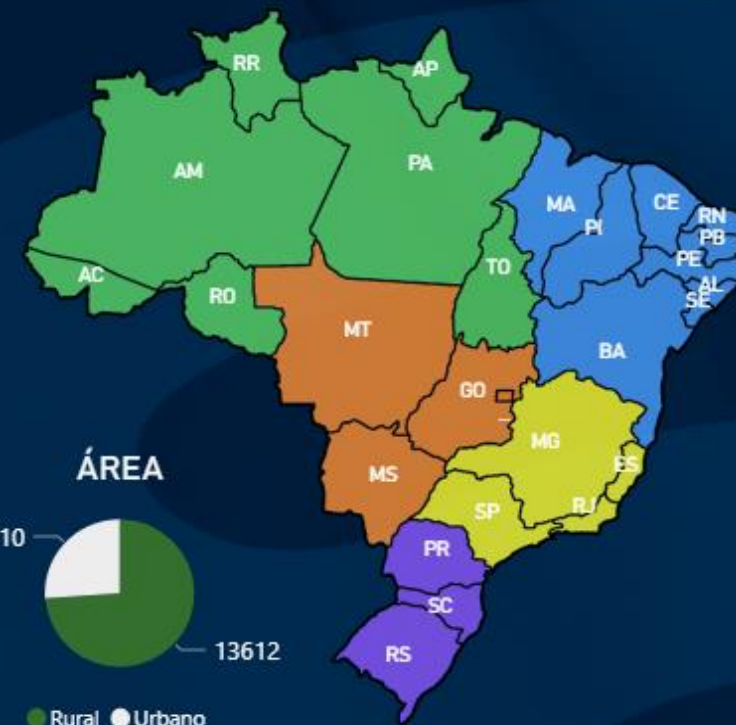 RR
AP
AM
PA
MA
CE
RN
PI
PB
PE
AC
TO
AL
RO
SE
MT
BA
GO
MG
ES
MS
SP
RJ
PR
SC
RS
ÁREA
10
13612
Rural
Urbano